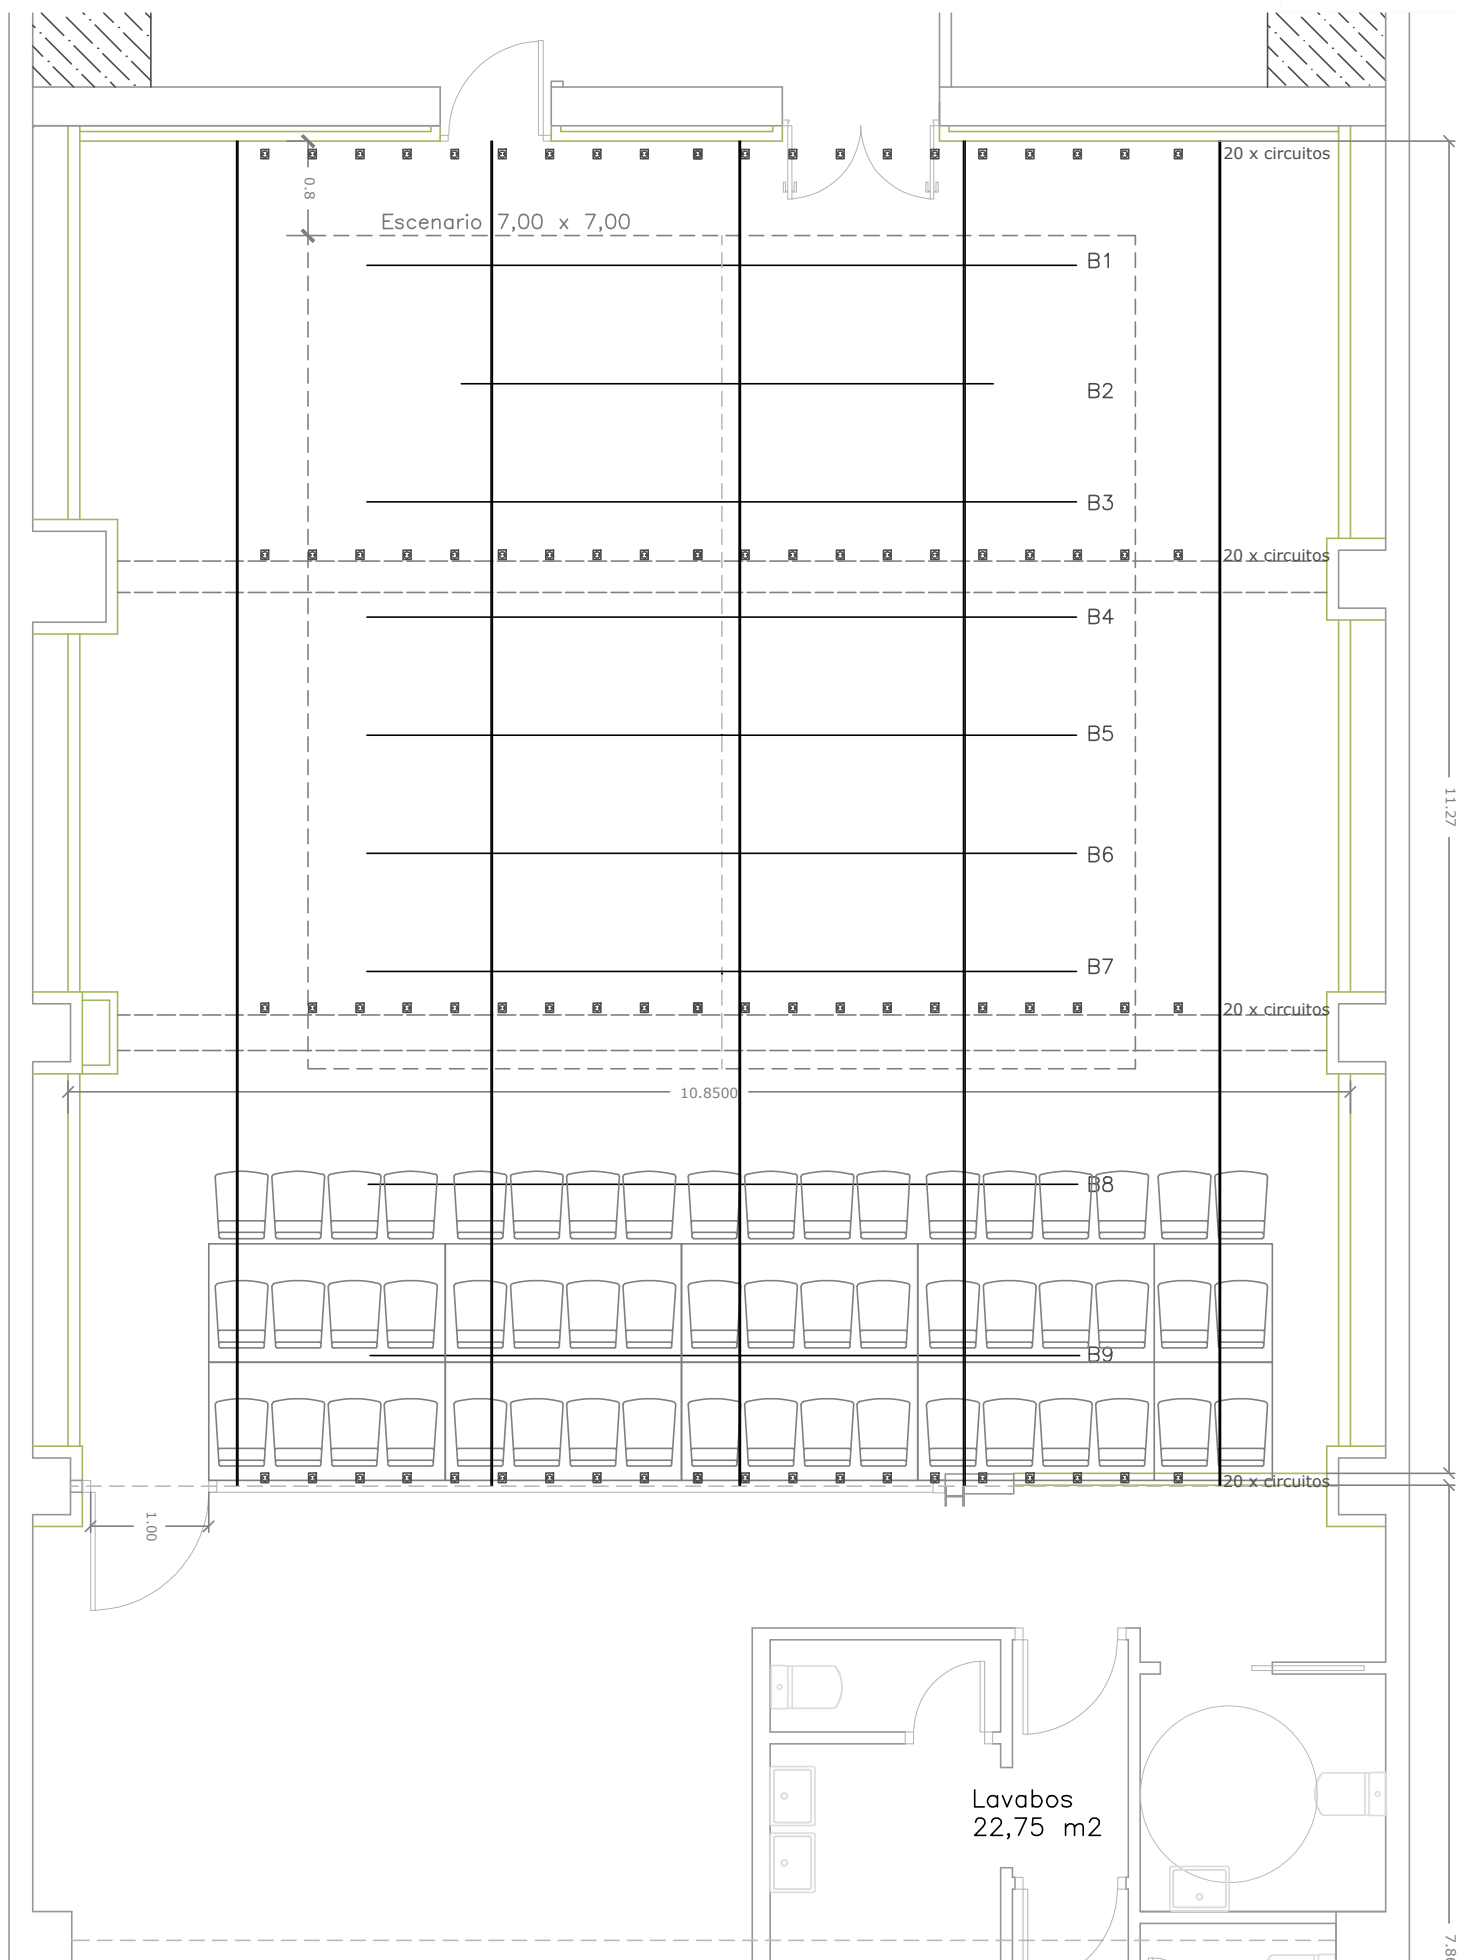 20 x circuitos
0.8
Escenario 7,00 x 7,00
B1
B2
B3
20 x circuitos
B4
B5
11.27
B6
B7
20 x circuitos
10.8500
B8
B9
20 x circuitos
1.00
Lavabos
22,75 m2